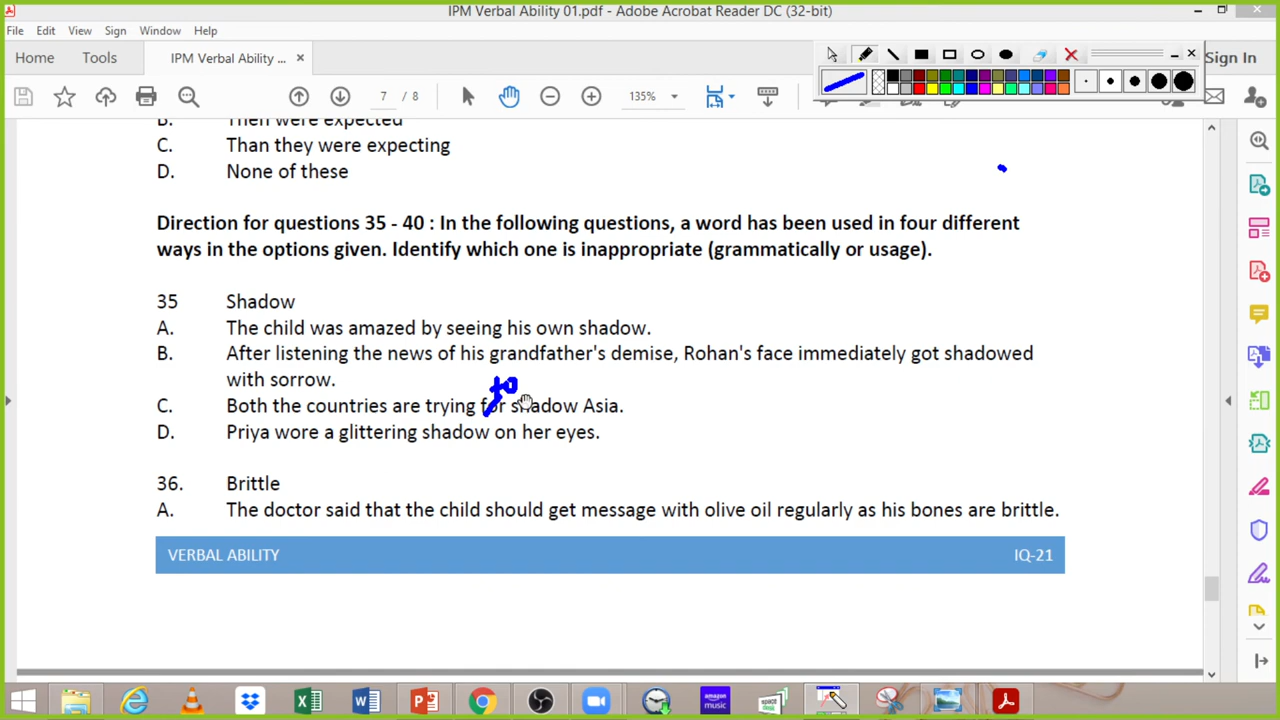 IPM Verbal Ability 01.pdf - Adobe Acrobat Reader DC (32-bit)
File Edit View Sign Window Help
Home Tools IPM Verbal Ability ... × Sign In
7 / 8 135%
B. Then were expected
C. Than they were expecting
D. None of these
Direction for questions 35 - 40 : In the following questions, a word has been used in four different
ways in the options given. Identify which one is inappropriate (grammatically or usage).
35 Shadow
A. The child was amazed by seeing his own shadow.
B. After listening the news of his grandfather's demise, Rohan's face immediately got shadowed
with sorrow.
to
C. Both the countries are trying for shadow Asia.
D. Priya wore a glittering shadow on her eyes.
36. Brittle
A. The doctor said that the child should get message with olive oil regularly as his bones are brittle.
VERBAL ABILITY IQ-21
amazon music